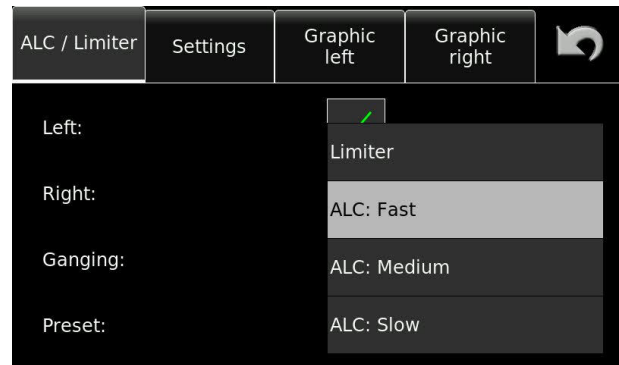 ALC / Limiter
Settings
Graphic
left
Graphic
right
Left:
Limiter
Right:
ALC: Fast
Ganging:
ALC: Medium
Preset:
ALC: Slow